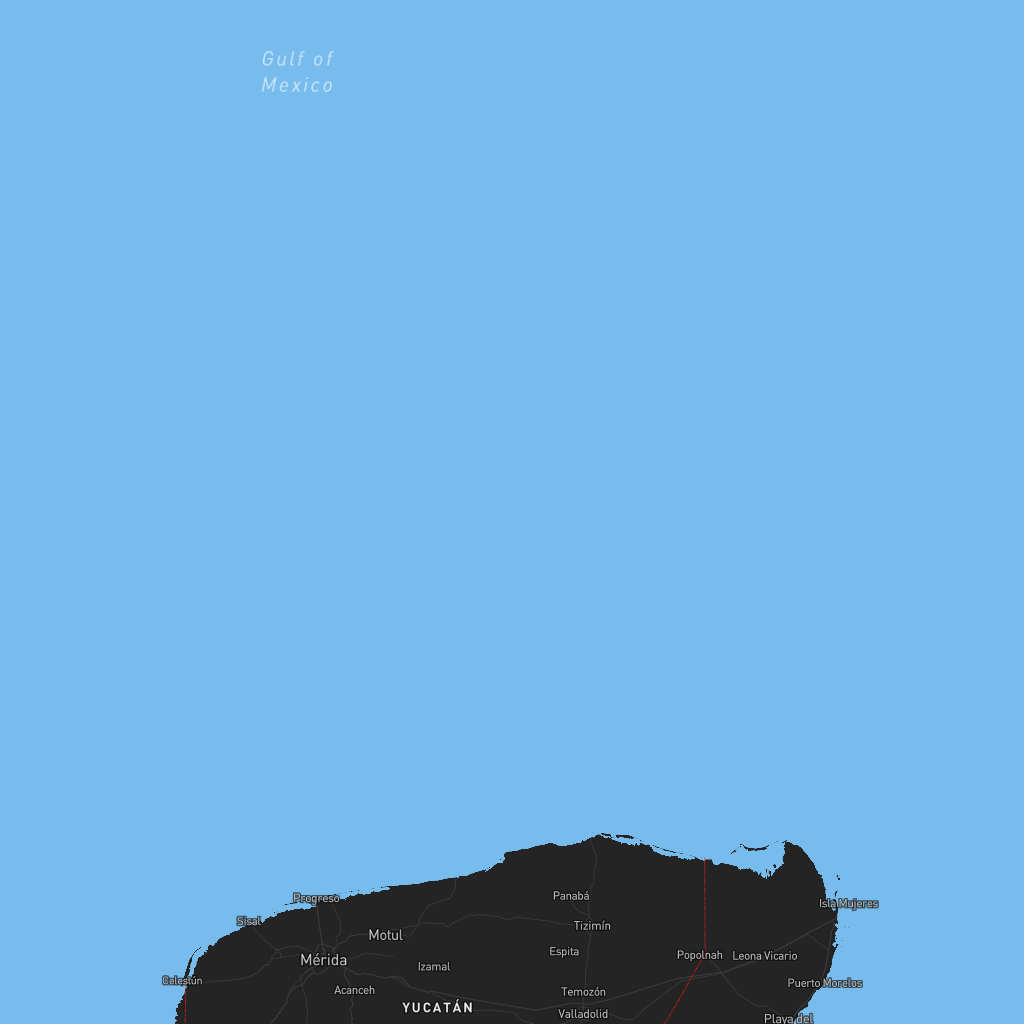 Gulf of
Mexico
Panabá
Progreso
Isla Mujeres
Sisal
Tizimín
Motul
Espita
Popolnah
Leona Vicario
Mérida
Izamal
Celestún
Puerto Morelos
Acanceh
Temozón
YUCATÁN
Valladolid
Playa del